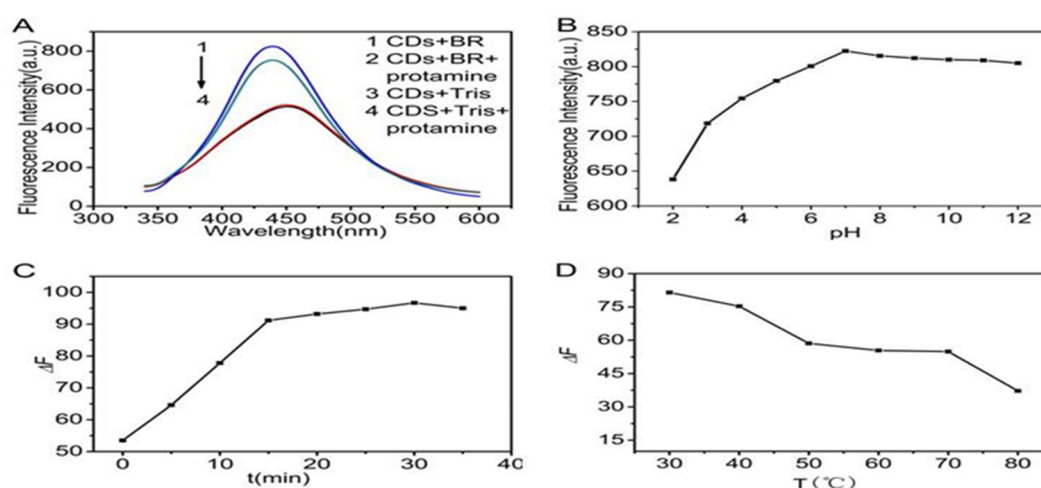 A
Fluorescence Intensity(a.u.)
800
600
400
200
0
1
4
1 CDs+BR
2 CDs+BR+
protamine
3 CDs+Tris
4 CDS+Tris+
protamine
300 350 400 450 500 550 600
Wavelength(nm)
B
Fluorescence Intensity(a.u.)
850
800
750
700
650
600
2 4 6 8 10 12
pH
C
ΔF
100
90
80
70
60
50
0 10 20 30 40
t(min)
D
ΔF
90
75
60
45
30
15
30 40 50 60 70 80
T(℃)